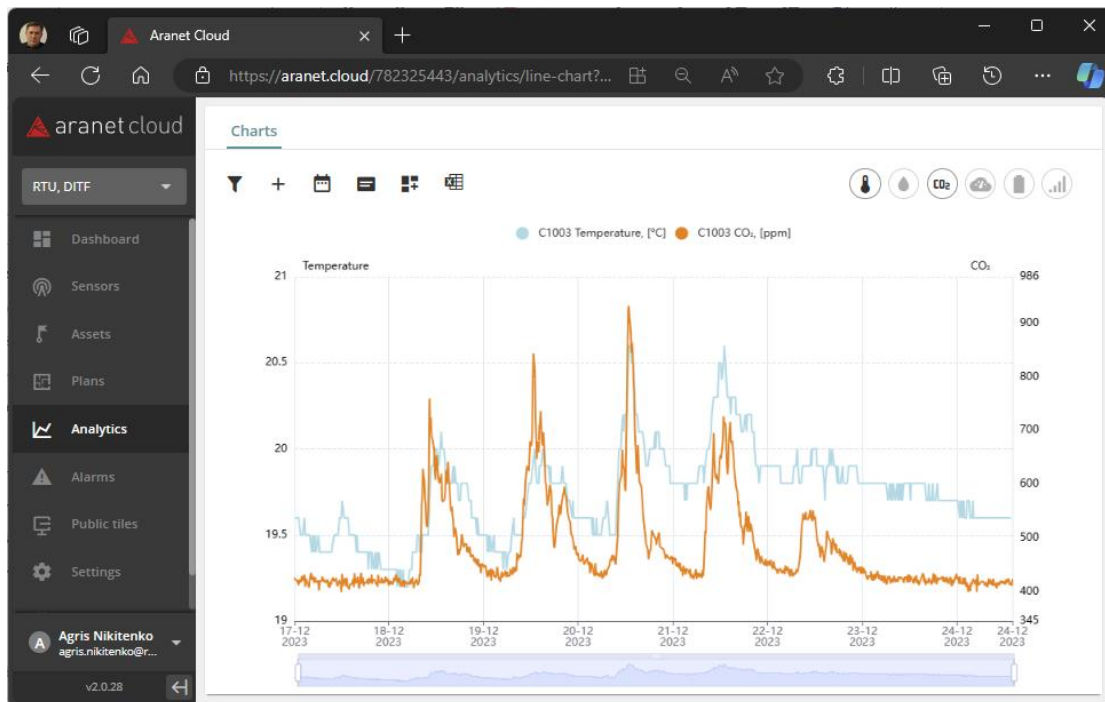 Aranet Cloud
https://aranet.cloud/782325443/analytics/line-chart?...
aranet cloud
Charts
RTU, DITF
CO₂
Dashboard
Sensors
Assets
Plans
Analytics
Alarms
Public tiles
Settings
Agris Nikitenko
agris.nikitenko@r...
v2.0.28
C1003 Temperature, [°C] C1003 CO₂, [ppm]
Temperature CO₂
21 986
900
20.5
800
20 700
600
19.5
500
400
19 345
17-12 18-12 19-12 20-12 21-12 22-12 23-12 24-12 24-12
2023 2023 2023 2023 2023 2023 2023 2023 2023